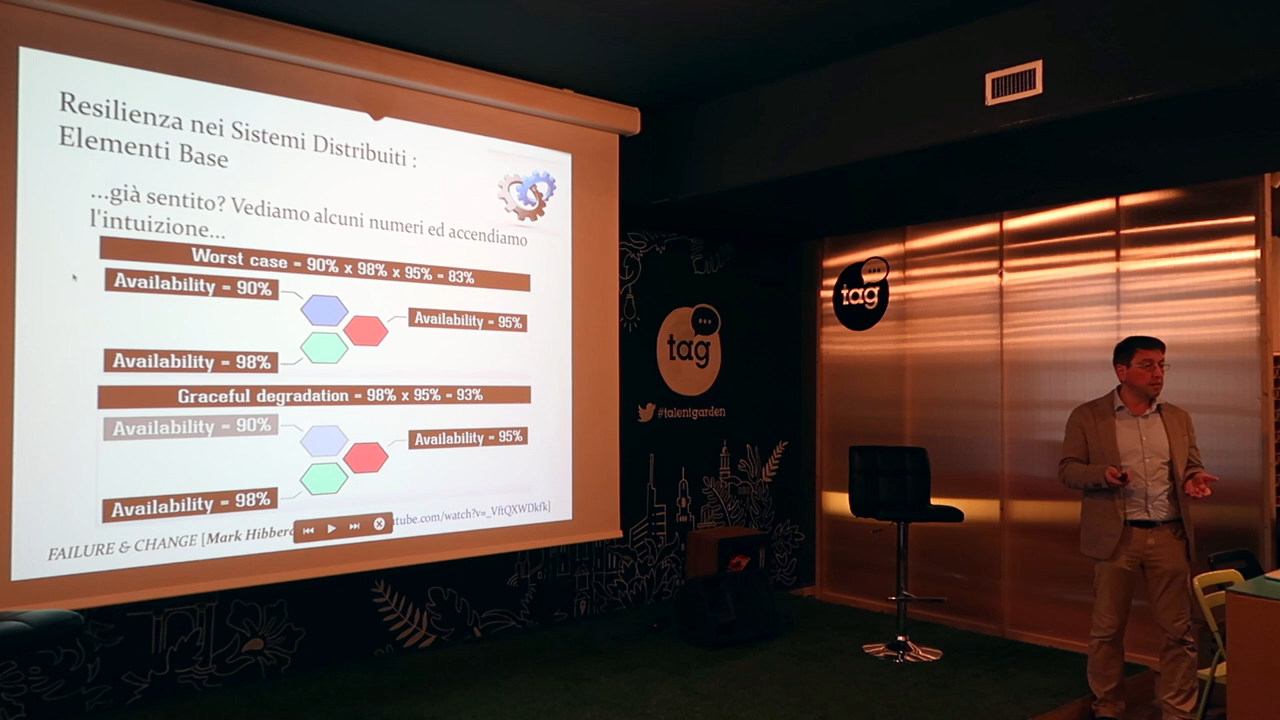 Resilienza nei Sistemi Distribuiti :
Elementi Base
...già sentito? Vediamo alcuni numeri ed accendiamo
l'intuizione...
Worst case = 90% x 98% x 95% = 83%
Availability = 90%
Availability = 95%
Availability = 98%
Graceful degradation = 98% x 95% = 93%
Availability = 90%
Availability = 95%
Availability = 98%
FAILURE & CHANGE [Mark
tag
tag
#talentgarden